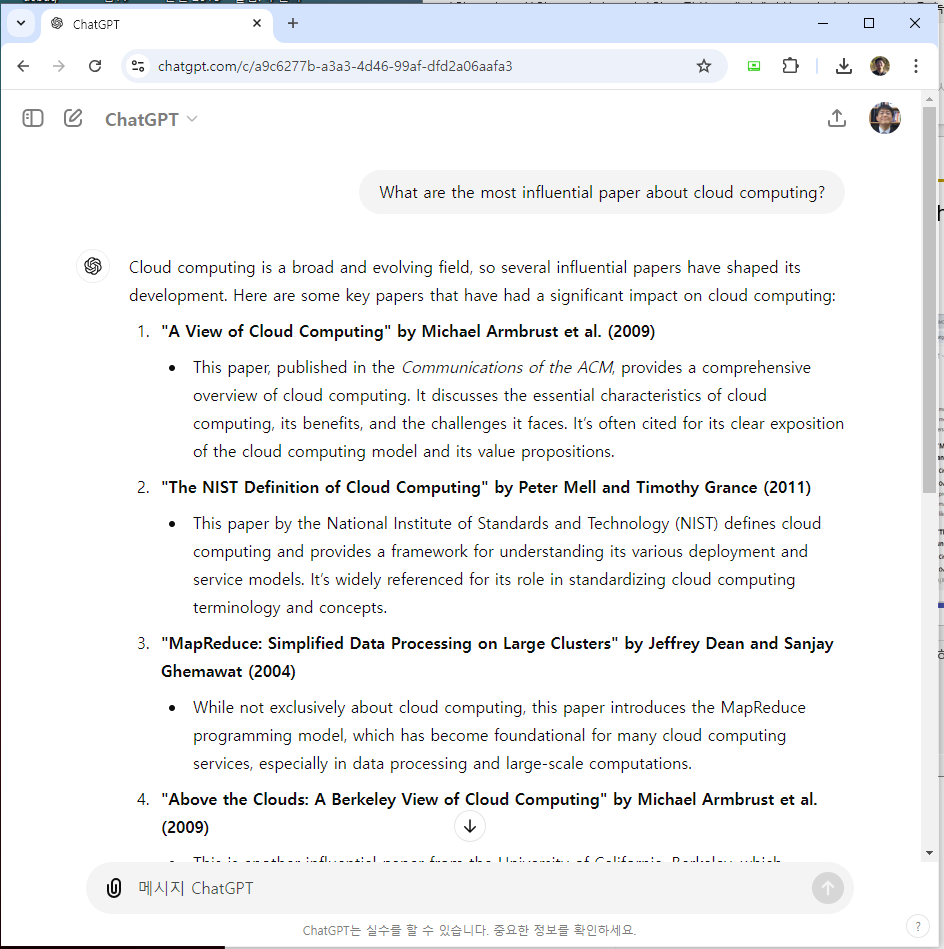 ChatGPT
chatgpt.com/c/a9c6277b-a3a3-4d46-99af-dfd2a06aafa3
ChatGPT
What are the most influential paper about cloud computing?
Cloud computing is a broad and evolving field, so several influential papers have shaped its
development. Here are some key papers that have had a significant impact on cloud computing:
1. "A View of Cloud Computing" by Michael Armbrust et al. (2009)
• This paper, published in the Communications of the ACM, provides a comprehensive
overview of cloud computing. It discusses the essential characteristics of cloud
computing, its benefits, and the challenges it faces. It's often cited for its clear exposition
of the cloud computing model and its value propositions.
2. "The NIST Definition of Cloud Computing" by Peter Mell and Timothy Grance (2011)
• This paper by the National Institute of Standards and Technology (NIST) defines cloud
computing and provides a framework for understanding its various deployment and
service models. It's widely referenced for its role in standardizing cloud computing
terminology and concepts.
3. "MapReduce: Simplified Data Processing on Large Clusters" by Jeffrey Dean and Sanjay
Ghemawat (2004)
• While not exclusively about cloud computing, this paper introduces the MapReduce
programming model, which has become foundational for many cloud computing
services, especially in data processing and large-scale computations.
4. "Above the Clouds: A Berkeley View of Cloud Computing" by Michael Armbrust et al.
(2009)
• This is another influential paper from the University of California, Berkeley, which
메시지 ChatGPT
ChatGPT는 실수를 할 수 있습니다. 중요한 정보를 확인하세요.
?